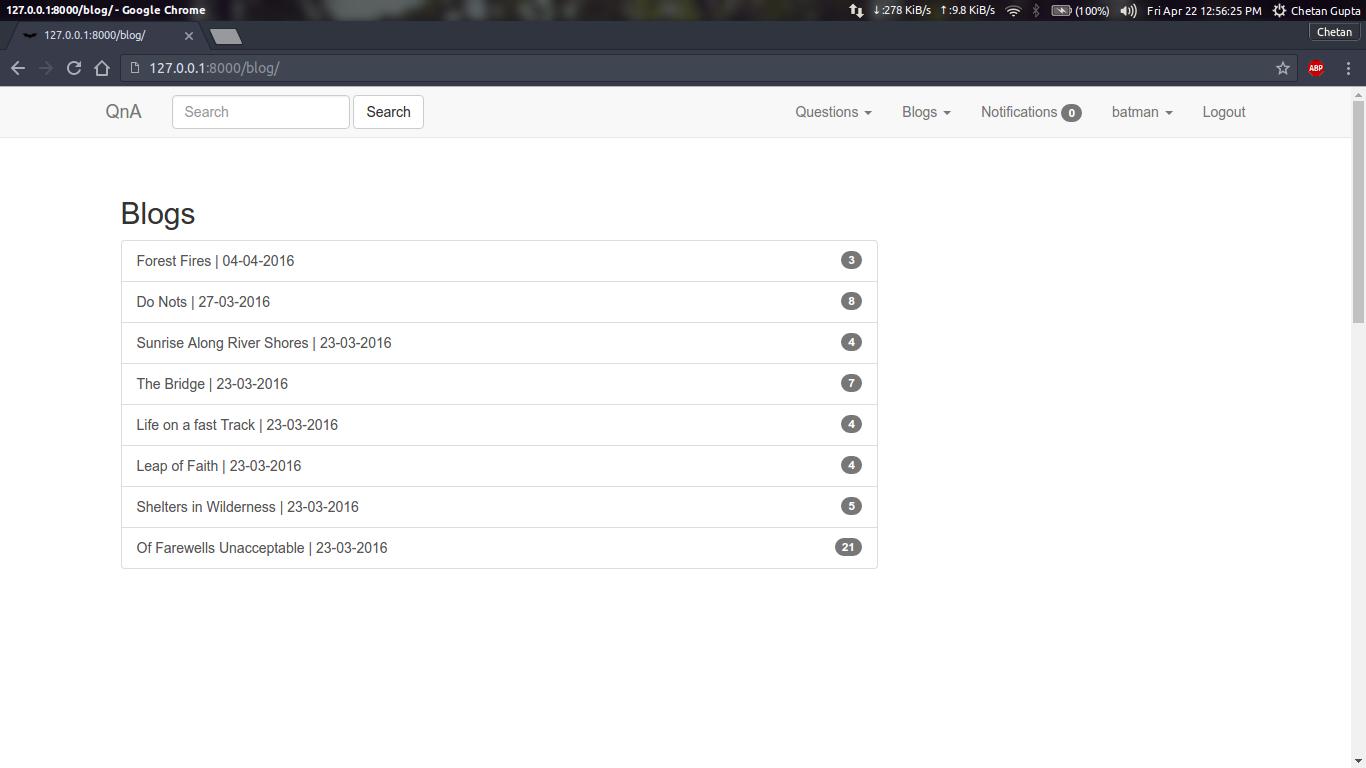 127.0.0.1:8000/blog/ - Google Chrome ↓:278 KiB/s ↑:9.8 KiB/s (100%) Fri Apr 22 12:56:25 PM Chetan Gupta
127.0.0.1:8000/blog/ Chetan
127.0.0.1:8000/blog/ ABP
QnA Search Search Questions Blogs Notifications 0 batman Logout
Blogs
Forest Fires | 04-04-2016 3
Do Nots | 27-03-2016 8
Sunrise Along River Shores | 23-03-2016 4
The Bridge | 23-03-2016 7
Life on a fast Track | 23-03-2016 4
Leap of Faith | 23-03-2016 4
Shelters in Wilderness | 23-03-2016 5
Of Farewells Unacceptable | 23-03-2016 21